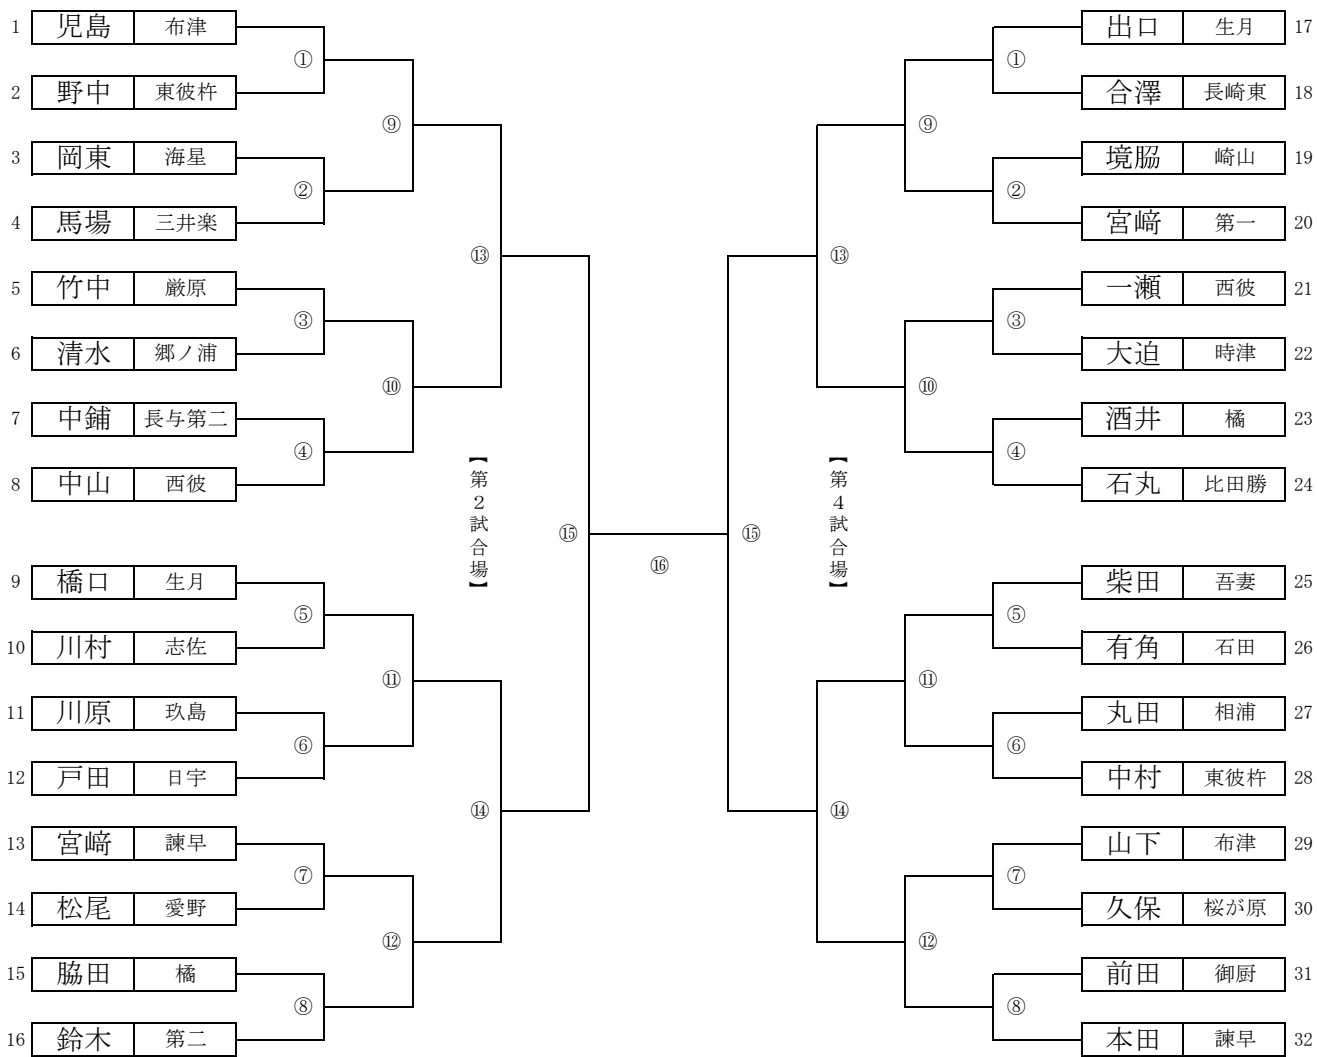 1 児島 布津
①
2 野中 東彼杵
⑨
3 岡東 海星
②
4 馬場 三井楽
⑬
5 竹中 厳原
③
6 清水 郷ノ浦
⑩
7 中鋪 長与第二
④
8 中山 西彼
【第２試合場】
⑮
9 橋口 生月
⑤
10 川村 志佐
⑪
11 川原 玖島
⑥
12 戸田 日宇
⑭
13 宮﨑 諫早
⑦
14 松尾 愛野
⑫
15 脇田 橘
⑧
16 鈴木 第二
⑯
出口 生月 17
①
合澤 長崎東 18
⑨
境脇 崎山 19
②
宮﨑 第一 20
⑬
一瀬 西彼 21
③
大迫 時津 22
⑩
酒井 橘 23
④
石丸 比田勝 24
【第４試合場】
⑮
柴田 吾妻 25
⑤
有角 石田 26
⑪
丸田 相浦 27
⑥
中村 東彼杵 28
⑭
山下 布津 29
⑦
久保 桜が原 30
⑫
前田 御厨 31
⑧
本田 諫早 32